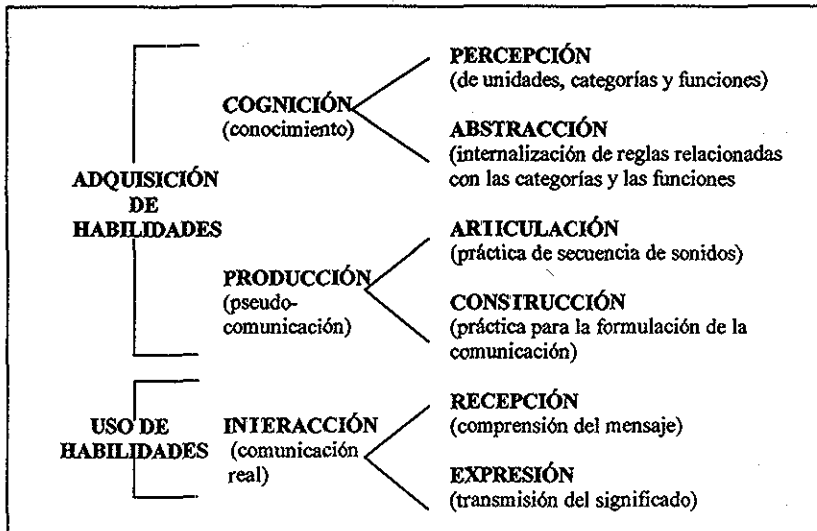 PERCEPCIÓN
(de unidades, categorías y funciones)
COGNICIÓN
(conocimiento)
ABSTRACCIÓN
(internalización de reglas relacionadas
con las categorías y las funciones
ADQUISICIÓN
DE
HABILIDADES
ARTICULACIÓN
(práctica de secuencia de sonidos)
PRODUCCIÓN
(pseudo-
comunicación)
CONSTRUCCIÓN
(práctica para la formulación de la
comunicación)
RECEPCIÓN
(comprensión del mensaje)
USO DE
HABILIDADES
INTERACCIÓN
(comunicación
real)
EXPRESIÓN
(transmisión del significado)